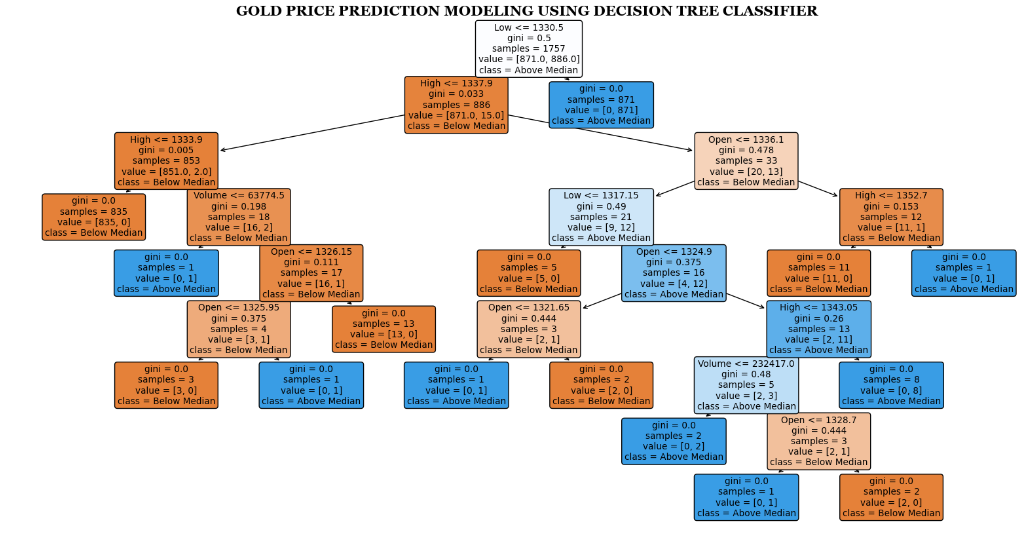 GOLD PRICE PREDICTION MODELING USING DECISION TREE CLASSIFIER
Low <= 1330.5
gini = 0.5
samples = 1757
value = [871.0, 886.0]
class = Above Median
High <= 1337.9
gini = 0.033
samples = 886
value = [871.0, 15.0]
class = Below Median
gini = 0.0
samples = 871
value = [0, 871]
class = Above Median
High <= 1333.9
gini = 0.005
samples = 853
value = [851.0, 2.0]
class = Below Median
Open <= 1336.1
gini = 0.478
samples = 33
value = [20, 13]
class = Below Median
gini = 0.0
samples = 835
value = [835, 0]
class = Below Median
Volume <= 63774.5
gini = 0.198
samples = 18
value = [16, 2]
class = Below Median
Low <= 1317.15
gini = 0.49
samples = 21
value = [9, 12]
class = Above Median
High <= 1352.7
gini = 0.153
samples = 12
value = [11, 1]
class = Below Median
gini = 0.0
samples = 1
value = [0, 1]
class = Above Median
Open <= 1326.15
gini = 0.111
samples = 17
value = [16, 1]
class = Below Median
gini = 0.0
samples = 5
value = [5, 0]
class = Below Median
Open <= 1324.9
gini = 0.375
samples = 16
value = [4, 12]
class = Above Median
gini = 0.0
samples = 11
value = [11, 0]
class = Below Median
gini = 0.0
samples = 1
value = [0, 1]
class = Above Median
Open <= 1325.95
gini = 0.375
samples = 4
value = [3, 1]
class = Below Median
gini = 0.0
samples = 13
value = [13, 0]
class = Below Median
Open <= 1321.65
gini = 0.444
samples = 3
value = [2, 1]
class = Below Median
High <= 1343.05
gini = 0.26
samples = 13
value = [2, 11]
class = Above Median
gini = 0.0
samples = 3
value = [3, 0]
class = Below Median
gini = 0.0
samples = 1
value = [0, 1]
class = Above Median
gini = 0.0
samples = 1
value = [0, 1]
class = Above Median
gini = 0.0
samples = 2
value = [2, 0]
class = Below Median
Volume <= 232417.0
gini = 0.48
samples = 5
value = [2, 3]
class = Above Median
gini = 0.0
samples = 8
value = [0, 8]
class = Above Median
gini = 0.0
samples = 2
value = [0, 2]
class = Above Median
Open <= 1328.7
gini = 0.444
samples = 3
value = [2, 1]
class = Below Median
gini = 0.0
samples = 1
value = [0, 1]
class = Above Median
gini = 0.0
samples = 2
value = [2, 0]
class = Below Median